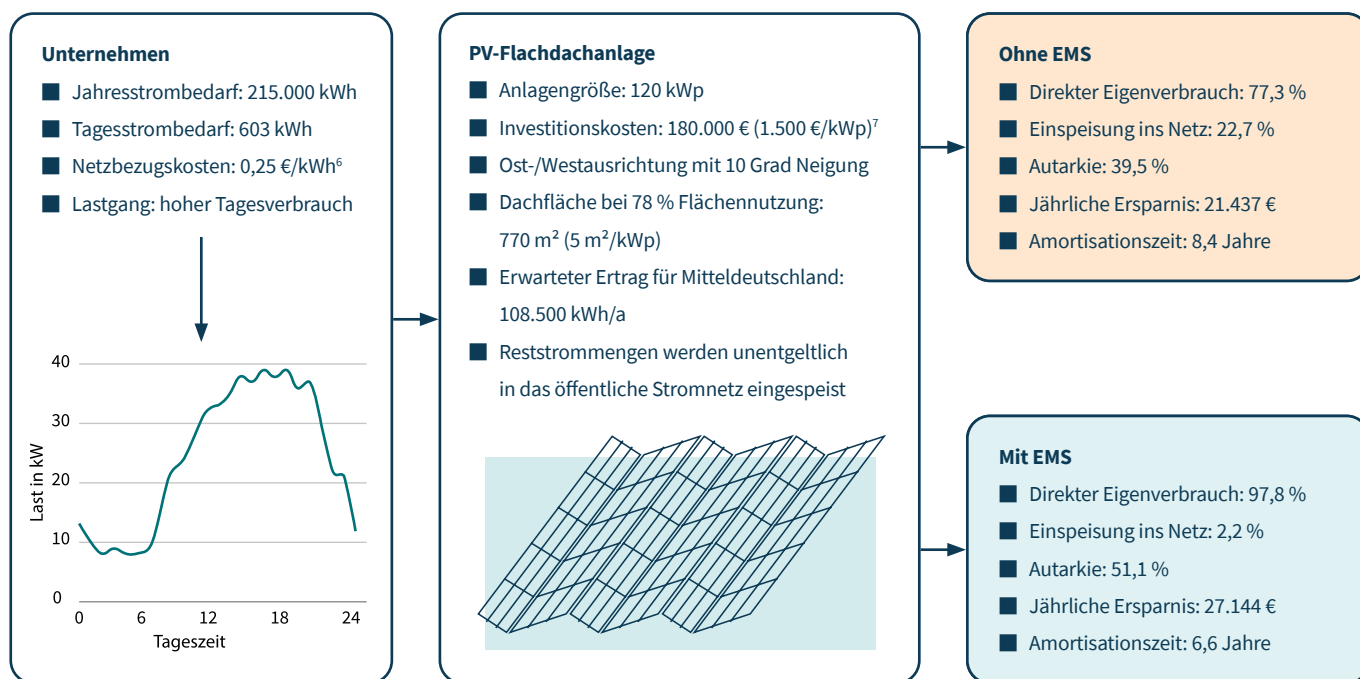 Unternehmen
Jahresstrombedarf: 215.000 kWh
Tagesstrombedarf: 603 kWh
Netzbezugskosten: 0,25 €/kWh⁶
Lastgang: hoher Tagesverbrauch
Last in kW
40
30
20
10
0
0 6 12 18 24
Tageszeit
PV-Flachdachanlage
Anlagengröße: 120 kWp
Investitionskosten: 180.000 € (1.500 €/kWp)⁷
Ost-/Westausrichtung mit 10 Grad Neigung
Dachfläche bei 78 % Flächennutzung:
770 m² (5 m²/kWp)
Erwarteter Ertrag für Mitteldeutschland:
108.500 kWh/a
Reststrommengen werden unentgeltlich
in das öffentliche Stromnetz eingespeist
Ohne EMS
Direkter Eigenverbrauch: 77,3 %
Einspeisung ins Netz: 22,7 %
Autarkie: 39,5 %
Jährliche Ersparnis: 21.437 €
Amortisationszeit: 8,4 Jahre
Mit EMS
Direkter Eigenverbrauch: 97,8 %
Einspeisung ins Netz: 2,2 %
Autarkie: 51,1 %
Jährliche Ersparnis: 27.144 €
Amortisationszeit: 6,6 Jahre